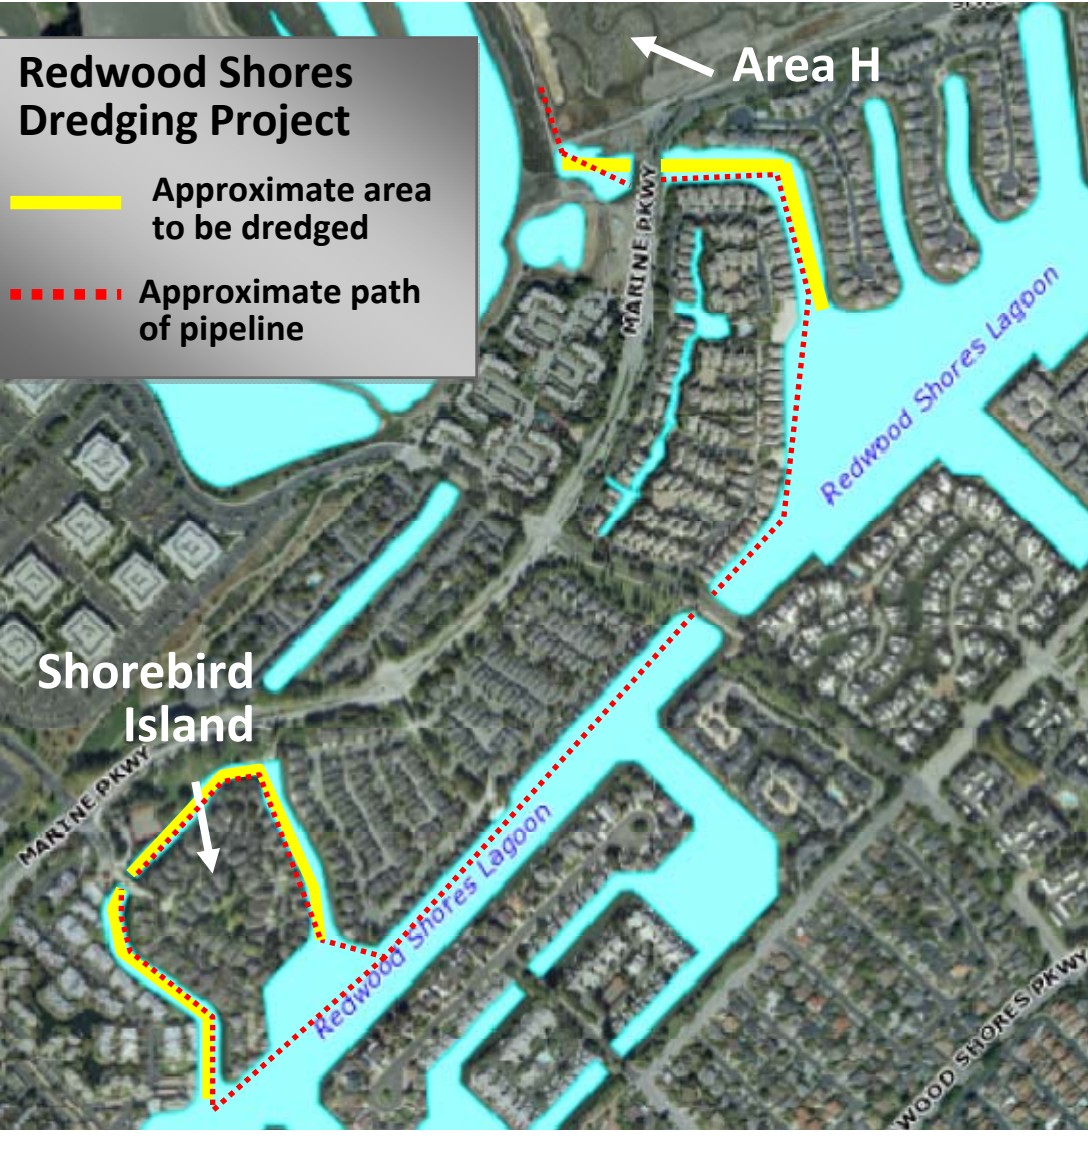 Redwood Shores
Dredging Project
Approximate area
to be dredged
Approximate path
of pipeline
Area H
MARINE PKWY
Redwood Shores Lagoon
Shorebird
Island
MARINE PKWY
Redwood Shores Lagoon
WOOD SHORES PKWY